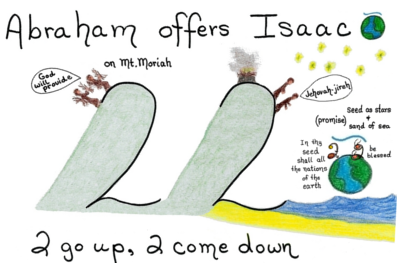 Abraham offers Isaac
on Mt. Moriah
God
will
provide
Jehovah-jireh
Seed as stars
(promise) +
sand of sea
In thy
seed
shall all
the nations
of the
earth
be
blessed
2 go up, 2 come down